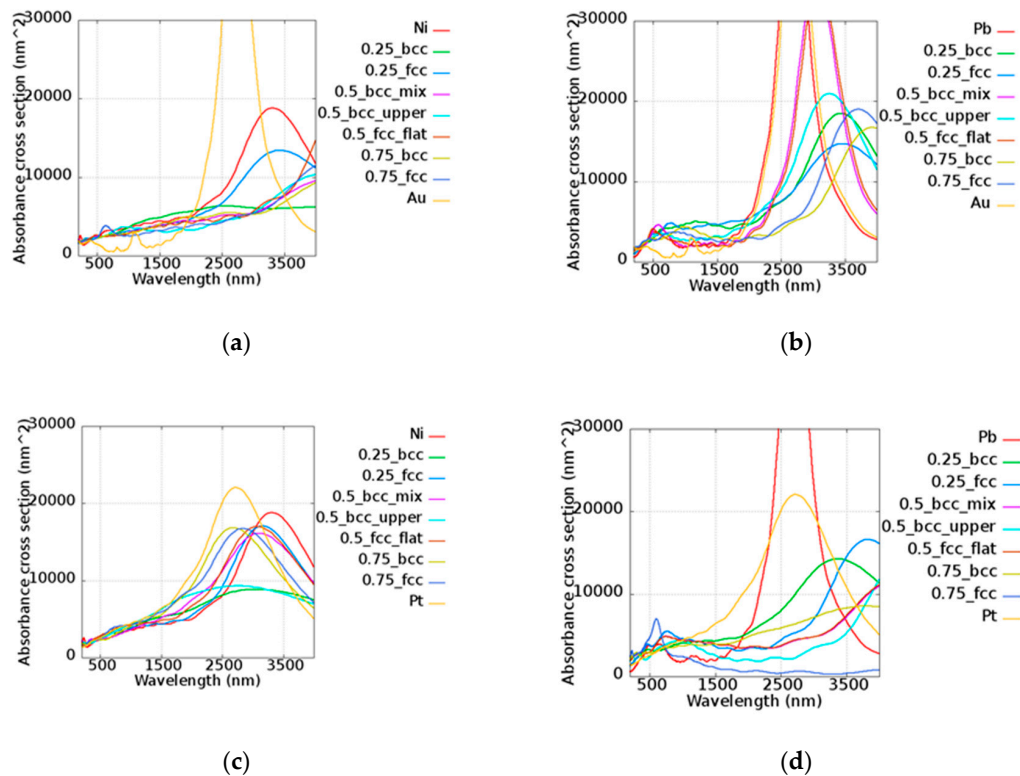 30000
20000
10000
0
500
1500
2500
3500
Absorbance cross section (nm^2)
Wavelength (nm)
Ni
0.25_bcc
0.25_fcc
0.5_bcc_mix
0.5_bcc_upper
0.5_fcc_flat
0.75_bcc
0.75_fcc
Au
(a)
30000
20000
10000
0
500
1500
2500
3500
Absorbance cross section (nm^2)
Wavelength (nm)
Pb
0.25_bcc
0.25_fcc
0.5_bcc_mix
0.5_bcc_upper
0.5_fcc_flat
0.75_bcc
0.75_fcc
Au
(b)
30000
20000
10000
0
500
1500
2500
3500
Absorbance cross section (nm^2)
Wavelength (nm)
Ni
0.25_bcc
0.25_fcc
0.5_bcc_mix
0.5_bcc_upper
0.5_fcc_flat
0.75_bcc
0.75_fcc
Pt
(c)
30000
20000
10000
0
500
1500
2500
3500
Absorbance cross section (nm^2)
Wavelength (nm)
Pb
0.25_bcc
0.25_fcc
0.5_bcc_mix
0.5_bcc_upper
0.5_fcc_flat
0.75_bcc
0.75_fcc
Pt
(d)